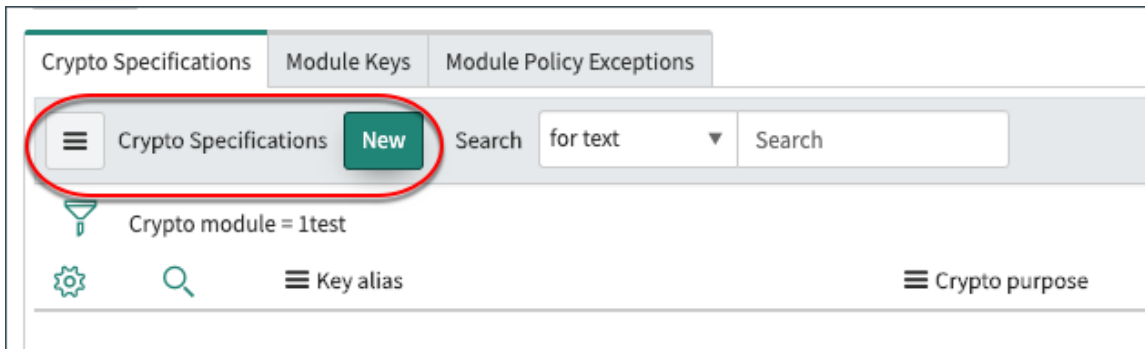 Crypto Specifications Module Keys Module Policy Exceptions
Crypto Specifications New Search for text Search
Crypto module = 1test
Key alias Crypto purpose